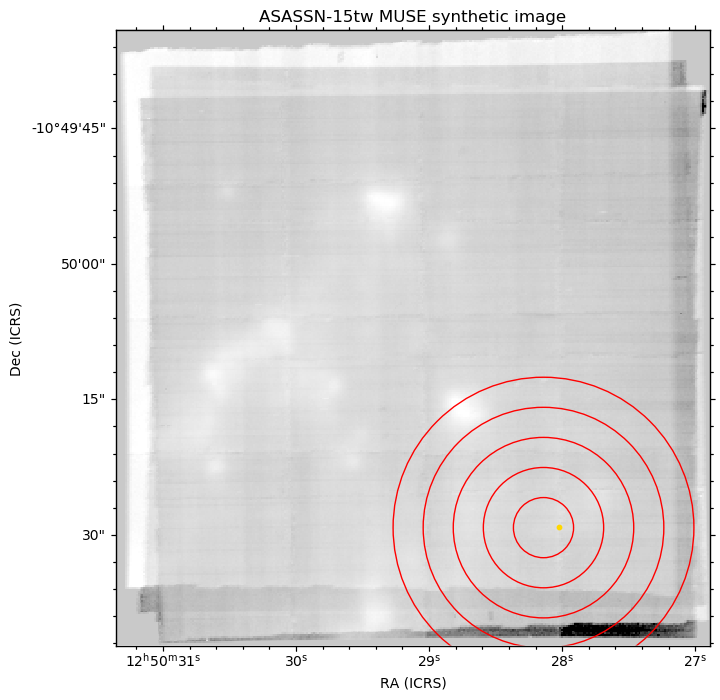 ASASSN-15tw MUSE synthetic image
-10°49'45"
50'00"
15"
30"
Dec (ICRS)
12ʰ50ᵐ31ˢ
30ˢ
29ˢ
28ˢ
27ˢ
RA (ICRS)